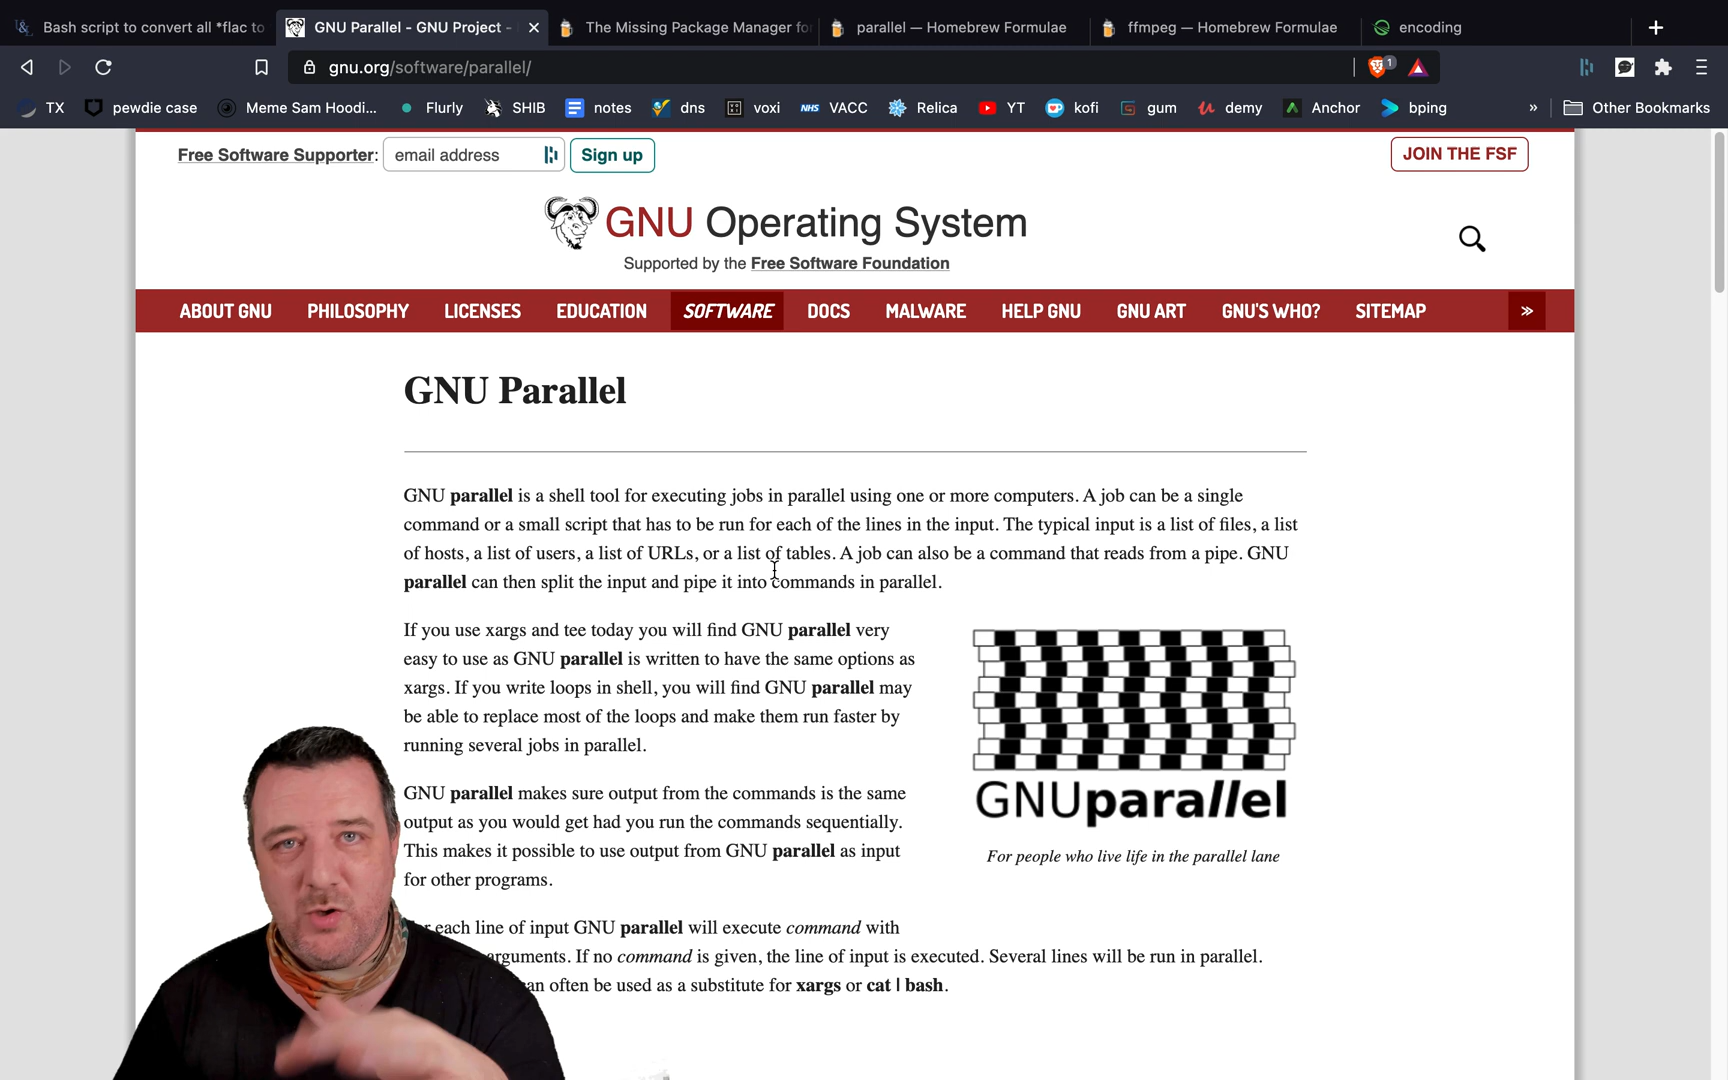 Bash script to convert all *flac to
GNU Parallel - GNU Project -
The Missing Package Manager for
parallel — Homebrew Formulae
ffmpeg — Homebrew Formulae
encoding
gnu.org/software/parallel/
1
TX
pewdie case
Meme Sam Hoodi...
Flurly
SHIB
notes
dns
voxi
NHS VACC
Relica
YT
kofi
gum
demy
Anchor
bping
»
Other Bookmarks
Free Software Supporter:
email address
Sign up
JOIN THE FSF
GNU Operating System
Supported by the Free Software Foundation
ABOUT GNU
PHILOSOPHY
LICENSES
EDUCATION
SOFTWARE
DOCS
MALWARE
HELP GNU
GNU ART
GNU'S WHO?
SITEMAP
»
GNU Parallel
GNU parallel is a shell tool for executing jobs in parallel using one or more computers. A job can be a single
command or a small script that has to be run for each of the lines in the input. The typical input is a list of files, a list
of hosts, a list of users, a list of URLs, or a list of tables. A job can also be a command that reads from a pipe. GNU
parallel can then split the input and pipe it into commands in parallel.
If you use xargs and tee today you will find GNU parallel very
easy to use as GNU parallel is written to have the same options as
xargs. If you write loops in shell, you will find GNU parallel may
be able to replace most of the loops and make them run faster by
running several jobs in parallel.
GNU parallel makes sure output from the commands is the same
output as you would get had you run the commands sequentially.
This makes it possible to use output from GNU parallel as input
for other programs.
GNUparallel
For people who live life in the parallel lane
each line of input GNU parallel will execute command with
arguments. If no command is given, the line of input is executed. Several lines will be run in parallel.
often be used as a substitute for xargs or cat | bash.